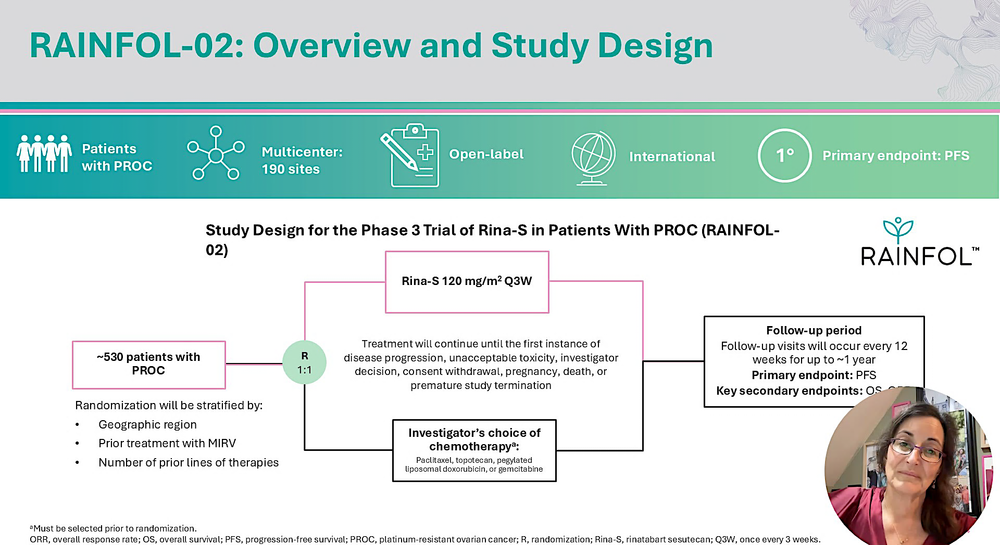 RAINFOL-02: Overview and Study Design
Patients
with PROC
Multicenter:
190 sites
Open-label
International
1°
Primary endpoint: PFS
Study Design for the Phase 3 Trial of Rina-S in Patients With PROC (RAINFOL-
02)
RAINFOL™
Rina-S 120 mg/m² Q3W
~530 patients with
PROC
R
1:1
Treatment will continue until the first instance of
disease progression, unacceptable toxicity, investigator
decision, consent withdrawal, pregnancy, death, or
premature study termination
Follow-up period
Follow-up visits will occur every 12
weeks for up to ~1 year
Primary endpoint: PFS
Key secondary endpoints: OS,
Randomization will be stratified by:
• Geographic region
• Prior treatment with MIRV
• Number of prior lines of therapies
Investigator’s choice of
chemotherapyᵃ:
Paclitaxel, topotecan, pegylated
liposomal doxorubicin, or gemcitabine
ᵃMust be selected prior to randomization.
ORR, overall response rate; OS, overall survival; PFS, progression-free survival; PROC, platinum-resistant ovarian cancer; R, randomization; Rina-S, rinatabart sesutecan; Q3W, once every 3 weeks.